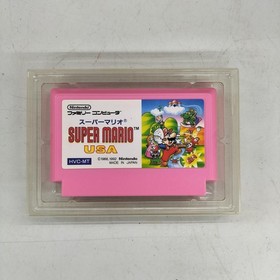 Nintendo
ファミリー コンピュータ
スーパーマリオ®
SUPER MARIO™
USA
HVC-MT
©1988, 1992 Nintendo
MADE IN JAPAN